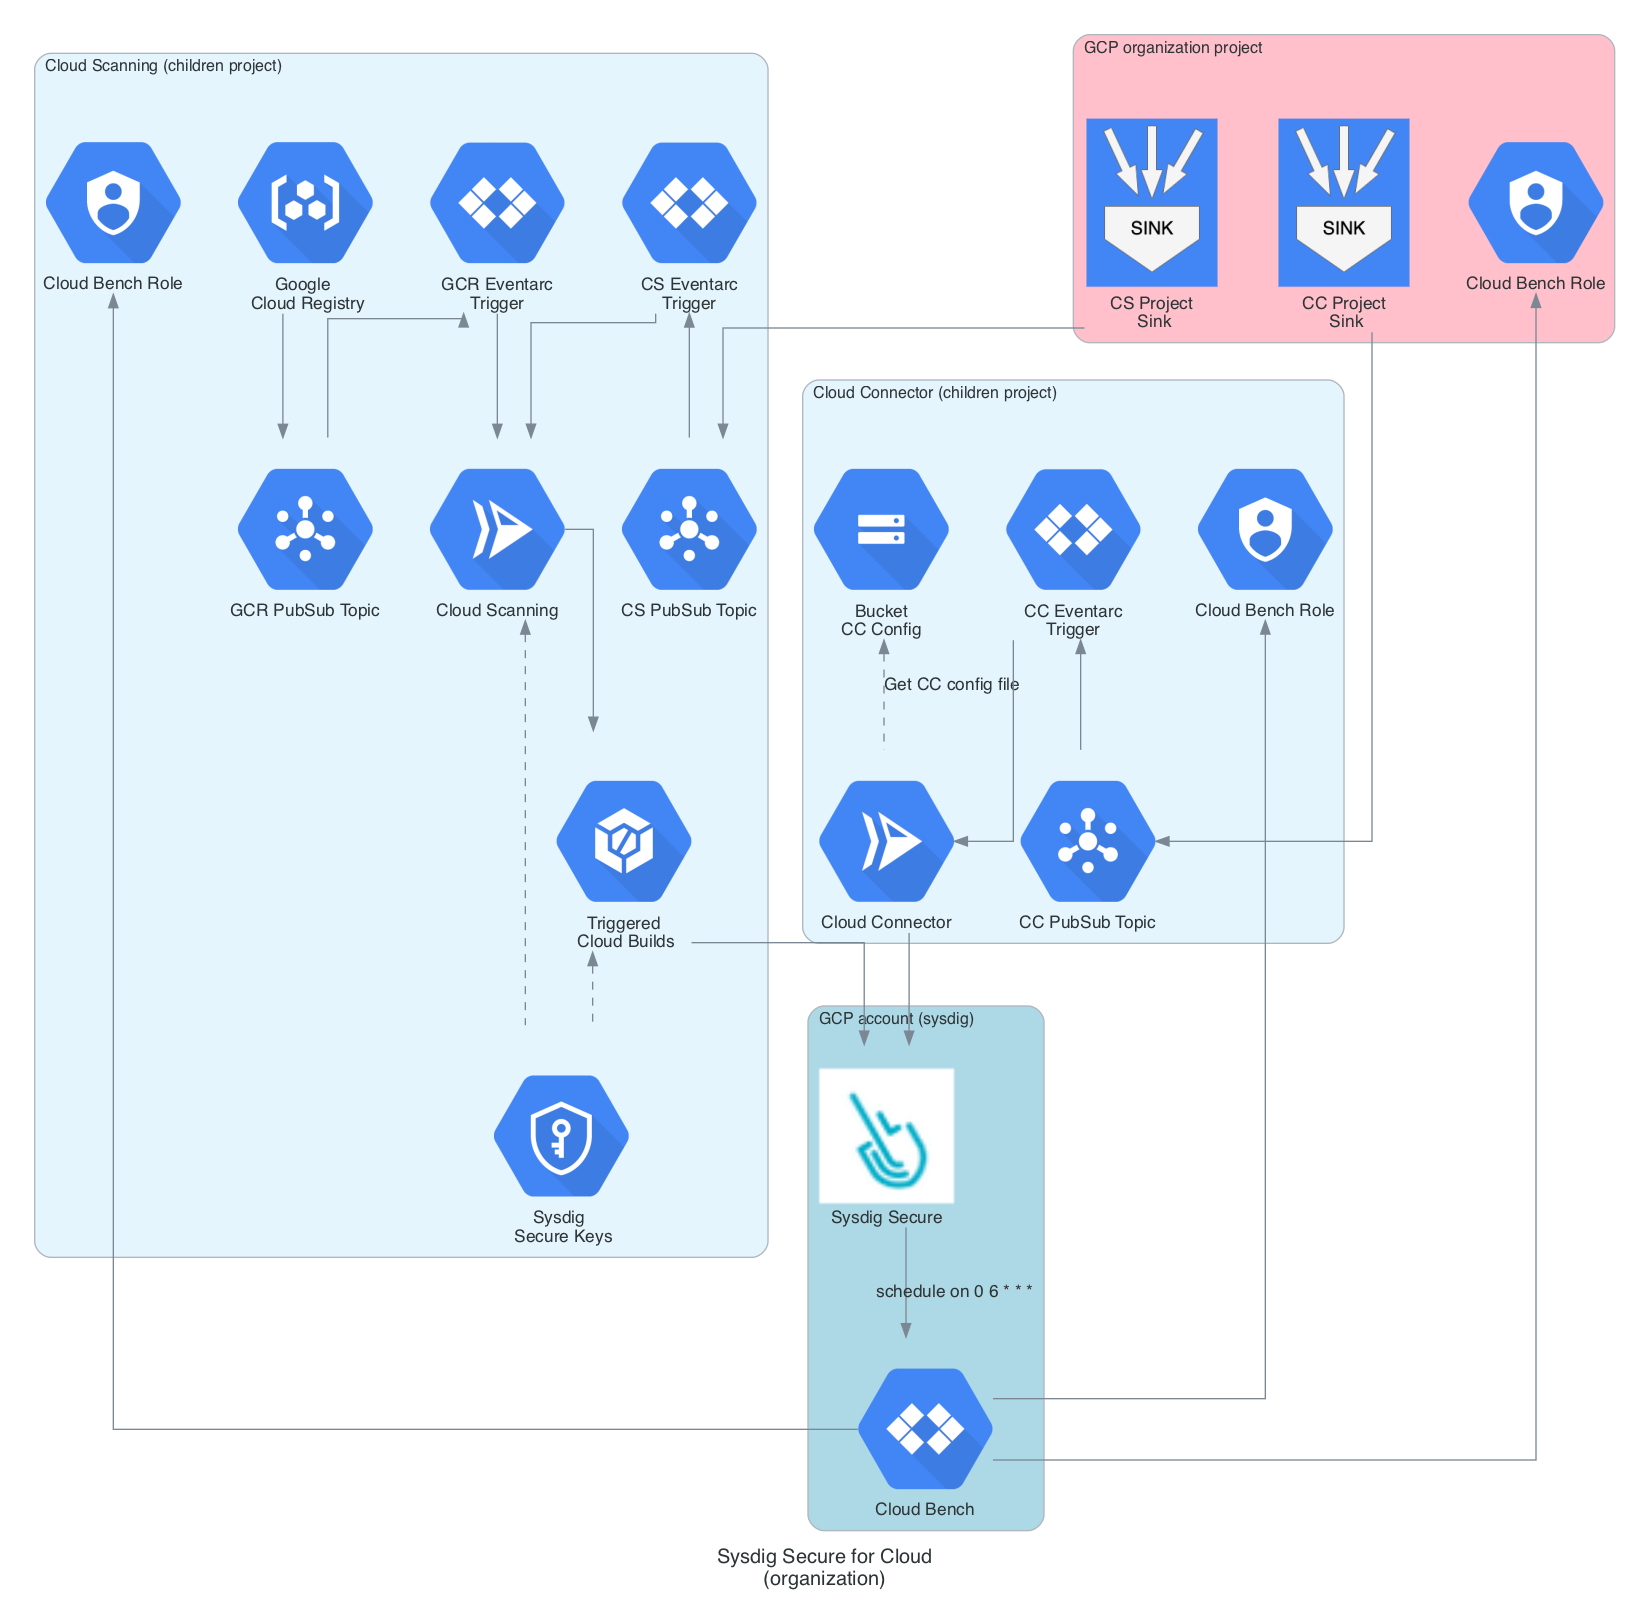 GCP organization project
Cloud Scanning (children project)
SINK
SINK
Cloud Bench Role
Google
Cloud Registry
GCR Eventarc
Trigger
CS Eventarc
Trigger
CS Project
Sink
CC Project
Sink
Cloud Bench Role
Cloud Connector (children project)
GCR PubSub Topic
Cloud Scanning
CS PubSub Topic
Bucket
CC Config
CC Eventarc
Trigger
Cloud Bench Role
Get CC config file
Triggered
Cloud Builds
Cloud Connector
CC PubSub Topic
GCP account (sysdig)
Sysdig
Secure Keys
Sysdig Secure
schedule on 0 6 * * *
Cloud Bench
Sysdig Secure for Cloud
(organization)